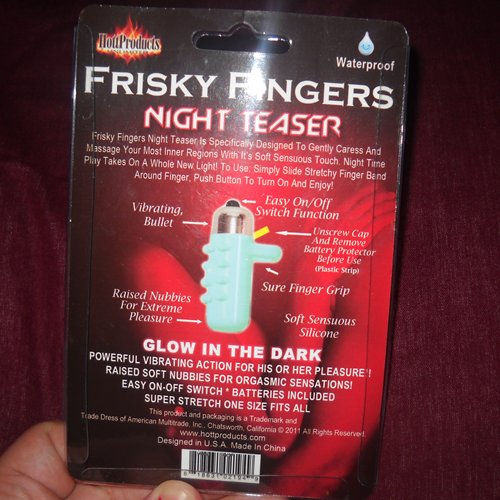 HottProducts
Waterproof
FRISKY FINGERS
NIGHT TEASER
Frisky Fingers Night Teaser Is Specifically Designed To Gently Caress And
Massage Your Most Inner Regions With It's Soft Sensuous Touch. Night Time
Play Takes On A Whole New Light! To Use: Simply Slide Stretchy Finger Band
Around Finger, Push Button To Turn On And Enjoy!
Easy On/Off
Switch Function
Vibrating,
Bullet
Unscrew Cap
And Remove
Battery Protector
Before Use
(Plastic Strip)
Sure Finger Grip
Raised Nubbies
For Extreme
Pleasure
Soft Sensuous
Silicone
GLOW IN THE DARK
POWERFUL VIBRATING ACTION FOR HIS OR HER PLEASURE!
RAISED SOFT NUBBIES FOR ORGASMIC SENSATIONS!
EASY ON-OFF SWITCH * BATTERIES INCLUDED
SUPER STRETCH ONE SIZE FITS ALL
This product and packaging is a Trademark and
Trade Dress of American Multitrade, Inc., Chatsworth, California © 2011 All Rights Reserved.
www.hottproducts.com
Designed in U.S.A. Made In China